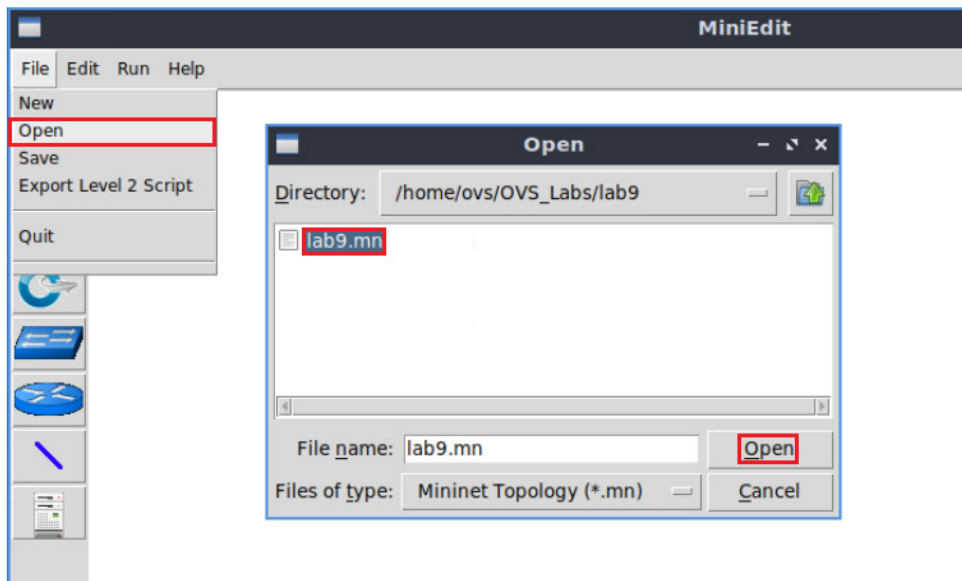 MiniEdit
File Edit Run Help
New
Open
Save
Export Level 2 Script
Quit
Open
Directory: /home/ovs/OVS_Labs/lab9
lab9.mn
File name: lab9.mn
Open
Files of type: Mininet Topology (*.mn)
Cancel